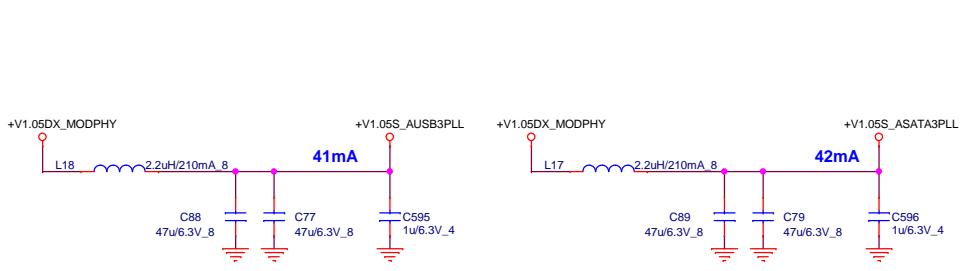 +V1.05DX_MODPHY
+V1.05S_AUSB3PLL
L18
2.2uH/210mA_8
41mA
C88
47u/6.3V_8
C77
47u/6.3V_8
C595
1u/6.3V_4
+V1.05DX_MODPHY
+V1.05S_ASATA3PLL
L17
2.2uH/210mA_8
42mA
C89
47u/6.3V_8
C79
47u/6.3V_8
C596
1u/6.3V_4